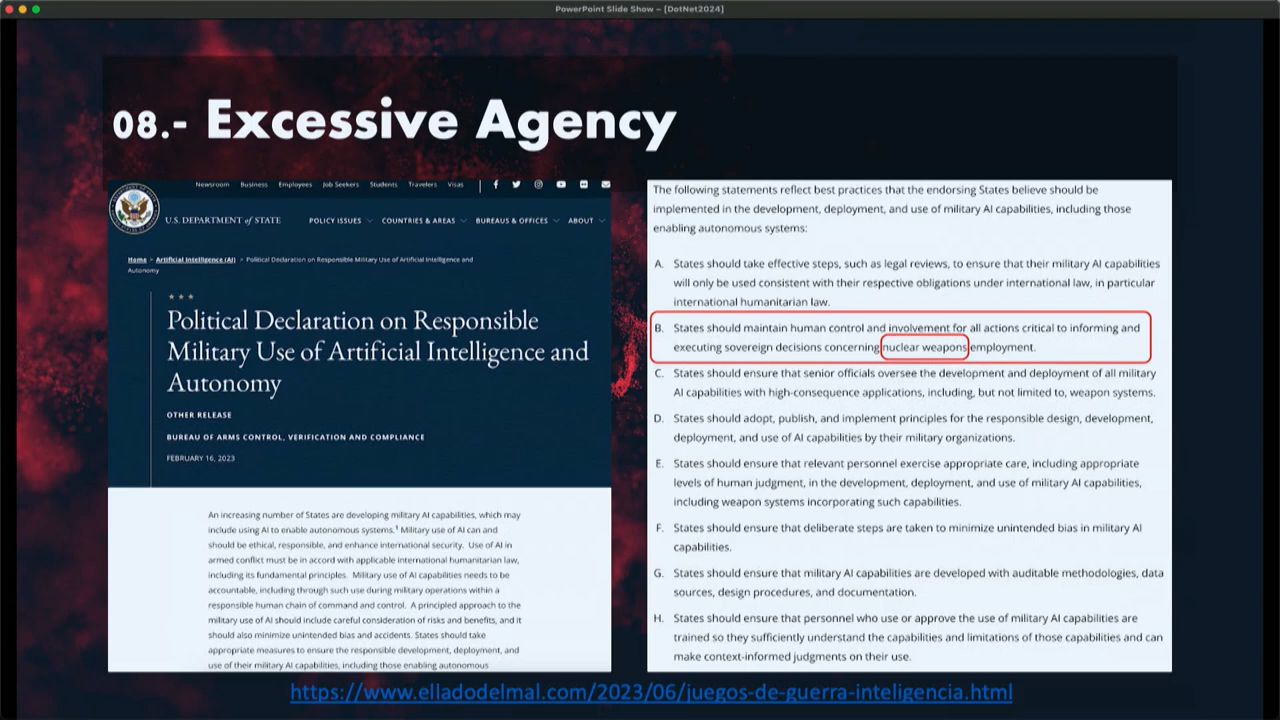 PowerPoint Slide Show – [DotNet2024]
08.- Excessive Agency
Newsroom Business Employees Job Seekers Students Travelers Visas
U.S. DEPARTMENT of STATE
POLICY ISSUES COUNTRIES & AREAS BUREAUS & OFFICES ABOUT
Home > Artificial Intelligence (AI) > Political Declaration on Responsible Military Use of Artificial Intelligence and
Autonomy
Political Declaration on Responsible
Military Use of Artificial Intelligence and
Autonomy
OTHER RELEASE
BUREAU OF ARMS CONTROL, VERIFICATION AND COMPLIANCE
FEBRUARY 16, 2023
An increasing number of States are developing military AI capabilities, which may
include using AI to enable autonomous systems.¹ Military use of AI can and
should be ethical, responsible, and enhance international security. Use of AI in
armed conflict must be in accord with applicable international humanitarian law,
including its fundamental principles. Military use of AI capabilities needs to be
accountable, including through such use during military operations within a
responsible human chain of command and control. A principled approach to the
military use of AI should include careful consideration of risks and benefits, and it
should also minimize unintended bias and accidents. States should take
appropriate measures to ensure the responsible development, deployment, and
use of their military AI capabilities, including those enabling autonomous
The following statements reflect best practices that the endorsing States believe should be
implemented in the development, deployment, and use of military AI capabilities, including those
enabling autonomous systems:
A. States should take effective steps, such as legal reviews, to ensure that their military AI capabilities
will only be used consistent with their respective obligations under international law, in particular
international humanitarian law.
B. States should maintain human control and involvement for all actions critical to informing and
executing sovereign decisions concerning nuclear weapons employment.
C. States should ensure that senior officials oversee the development and deployment of all military
AI capabilities with high-consequence applications, including, but not limited to, weapon systems.
D. States should adopt, publish, and implement principles for the responsible design, development,
deployment, and use of AI capabilities by their military organizations.
E. States should ensure that relevant personnel exercise appropriate care, including appropriate
levels of human judgment, in the development, deployment, and use of military AI capabilities,
including weapon systems incorporating such capabilities.
F. States should ensure that deliberate steps are taken to minimize unintended bias in military AI
capabilities.
G. States should ensure that military AI capabilities are developed with auditable methodologies, data
sources, design procedures, and documentation.
H. States should ensure that personnel who use or approve the use of military AI capabilities are
trained so they sufficiently understand the capabilities and limitations of those capabilities and can
make context-informed judgments on their use.
https://www.elladodelmal.com/2023/06/juegos-de-guerra-inteligencia.html